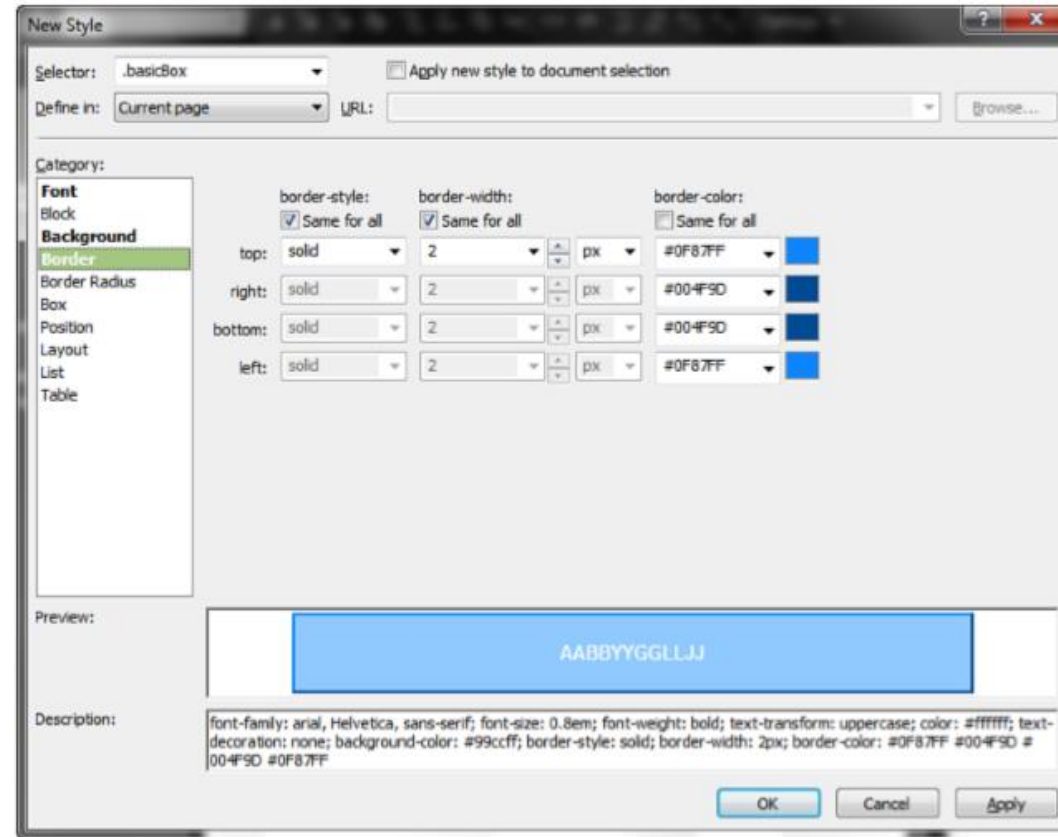 New Style
Selector: .basicBox Apply new style to document selection
Define in: Current page URL: Browse...
Category:
Font
Block
Background
Border
Border Radius
Box
Position
Layout
List
Table
border-style: border-width: border-color:
Same for all Same for all Same for all
top: solid 2 px #0F87FF
right: solid 2 px #004F9D
bottom: solid 2 px #004F9D
left: solid 2 px #0F87FF
Preview:
AABBYYGGLLJJ
Description:
font-family: arial, Helvetica, sans-serif; font-size: 0.8em; font-weight: bold; text-transform: uppercase; color: #ffffff; text-
decoration: none; background-color: #99ccff; border-style: solid; border-width: 2px; border-color: #0F87FF #004F9D #
004F9D #0F87FF
OK Cancel Apply